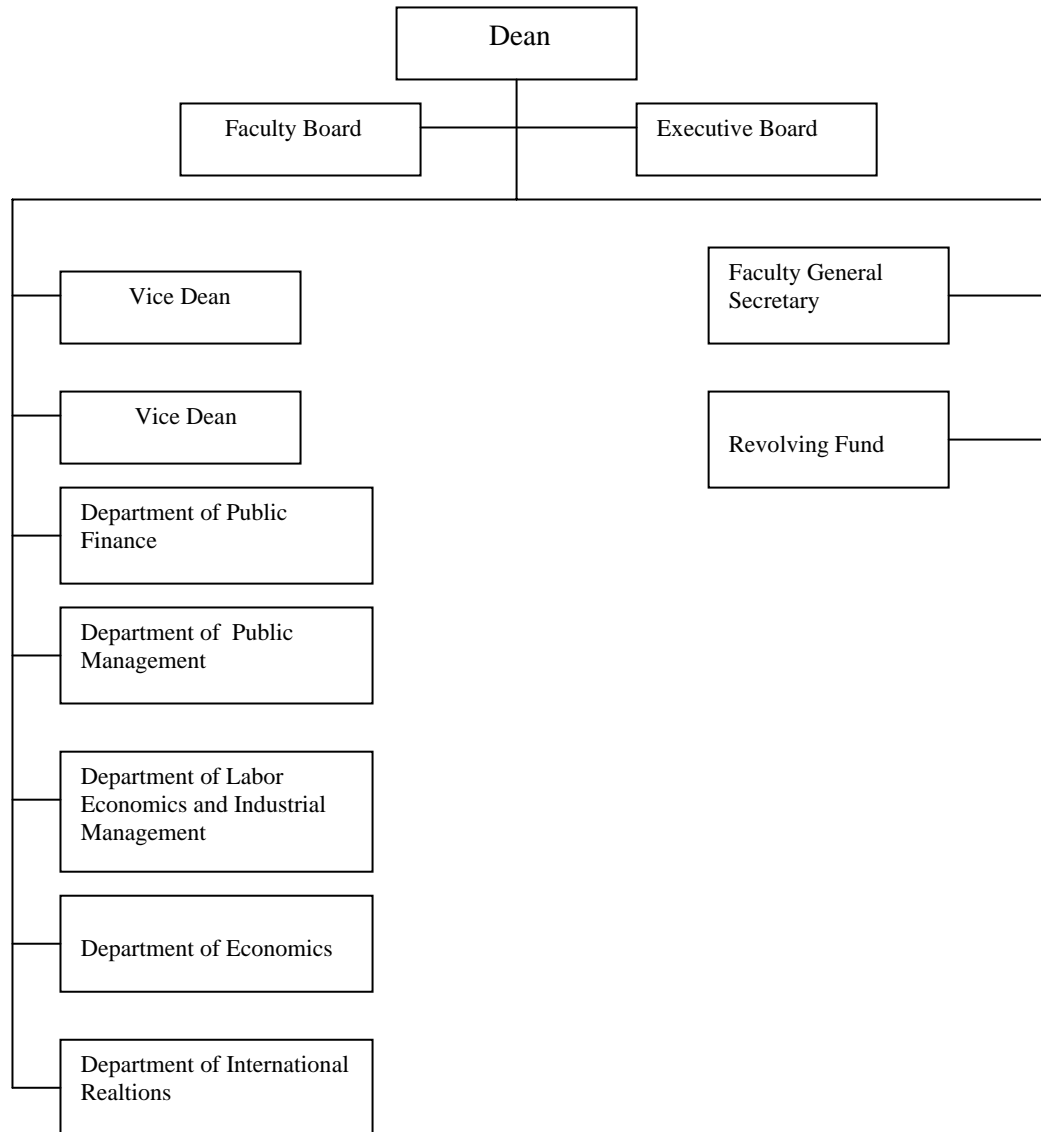 Dean
Faculty Board
Executive Board
Vice Dean
Vice Dean
Department of Public
Finance
Department of  Public
Management
Department of Labor
Economics and Industrial
Management
Department of Economics
Department of International
Realtions
Faculty General
Secretary
Revolving Fund